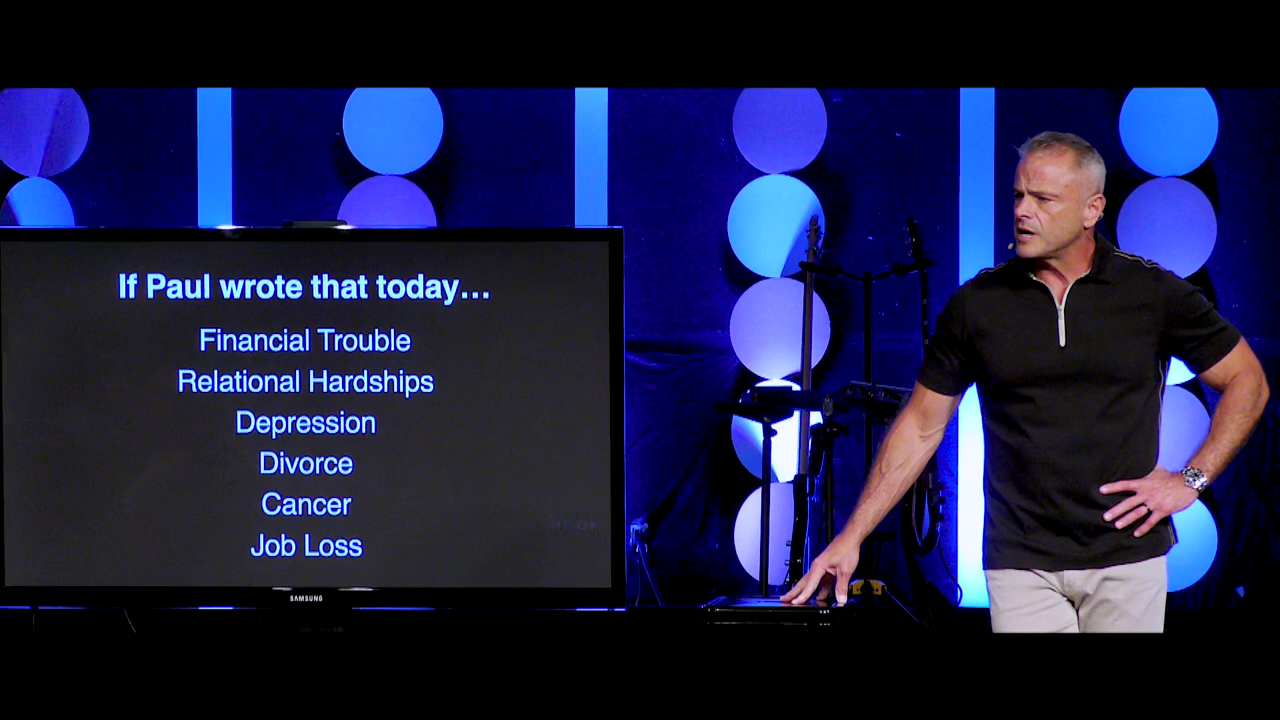 If Paul wrote that today...
Financial Trouble
Relational Hardships
Depression
Divorce
Cancer
Job Loss
SAMSUNG